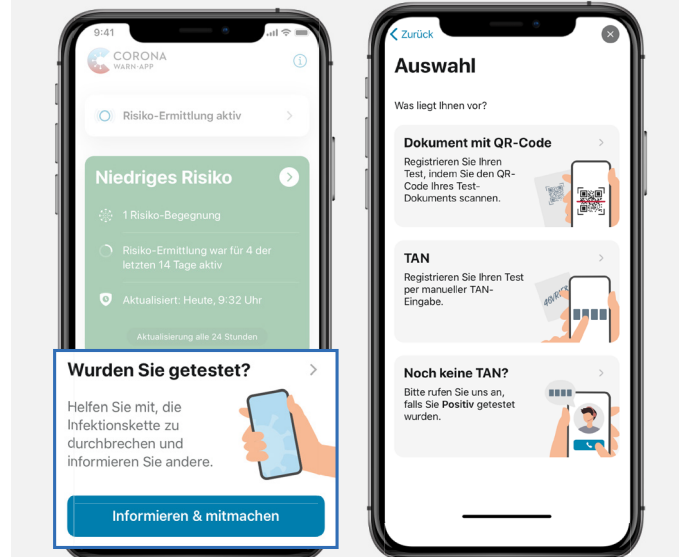 9:41
CORONA
WARN-APP
Risiko-Ermittlung aktiv
Niedriges Risiko
1 Risiko-Begegnung
Risiko-Ermittlung war für 4 der
letzten 14 Tage aktiv
Aktualisiert: Heute, 9:32 Uhr
Aktualisierung alle 24 Stunden
Wurden Sie getestet?
Helfen Sie mit, die
Infektionskette zu
durchbrechen und
informieren Sie andere.
Informieren & mitmachen
Zurück
Auswahl
Was liegt Ihnen vor?
Dokument mit QR-Code
Registrieren Sie Ihren
Test, indem Sie den QR-
Code Ihres Test-
Dokuments scannen.
TAN
Registrieren Sie Ihren Test
per manueller TAN-
Eingabe.
Noch keine TAN?
Bitte rufen Sie uns an,
falls Sie Positiv getestet
wurden.